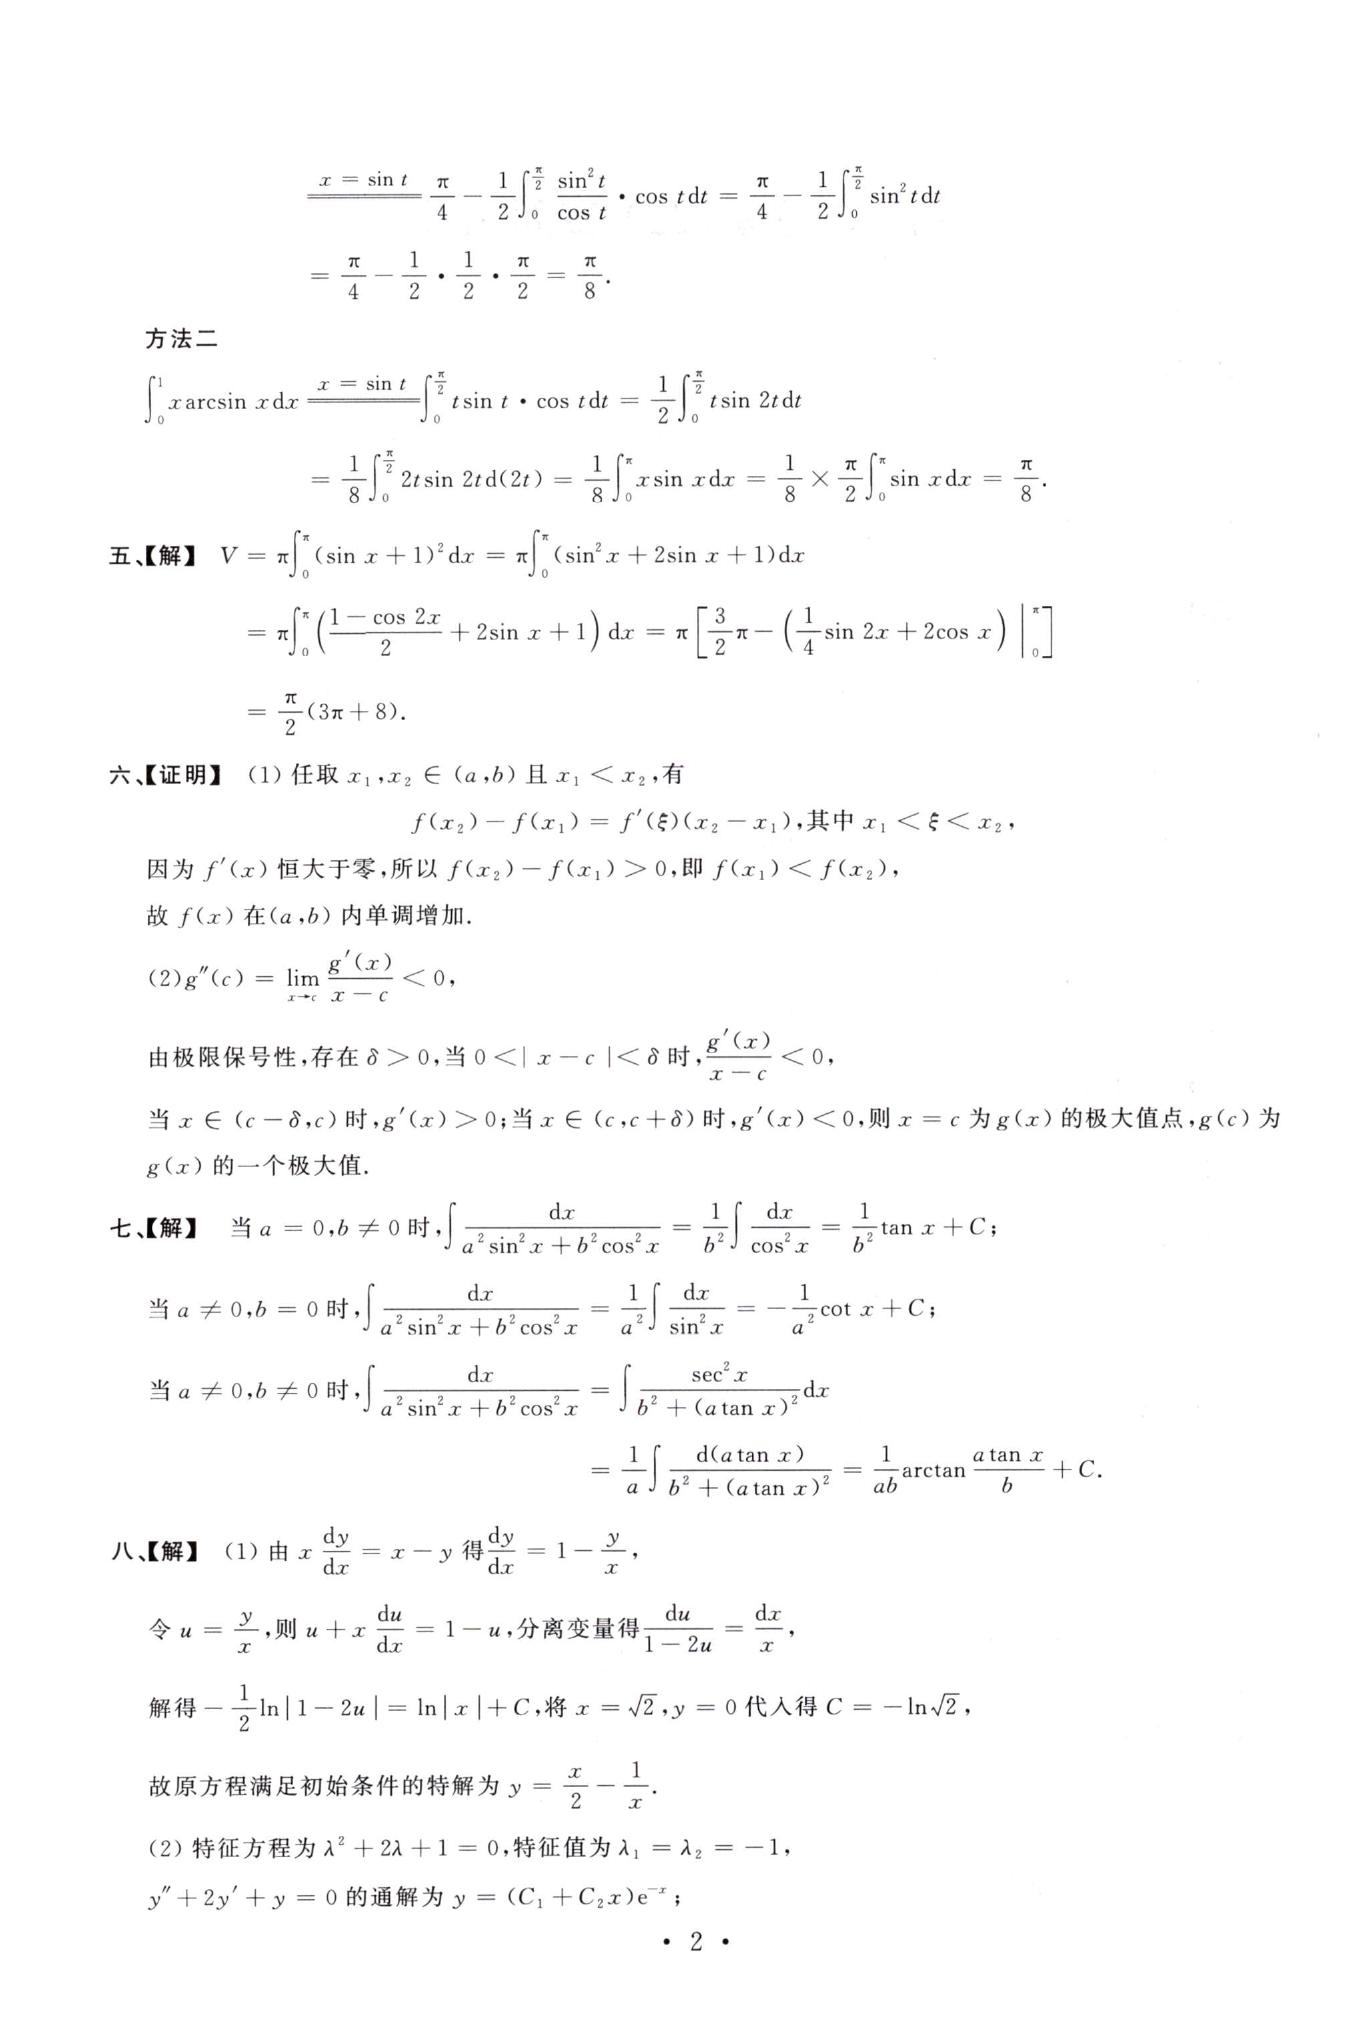 $\xlongequal{x=\sin t}\frac{\pi}{4}-\frac{1}{2}\int_0^{\frac{\pi}{2}}\frac{\sin^2 t}{\cos t}\cdot\cos t\,dt=\frac{\pi}{4}-\frac{1}{2}\int_0^{\frac{\pi}{2}}\sin^2 t\,dt$
$=\frac{\pi}{4}-\frac{1}{2}\cdot\frac{1}{2}\cdot\frac{\pi}{2}=\frac{\pi}{8}.$
方法二
$\int_0^1 x\arcsin x\,dx\xlongequal{x=\sin t}\int_0^{\frac{\pi}{2}}t\sin t\cdot\cos t\,dt=\frac{1}{2}\int_0^{\frac{\pi}{2}}t\sin 2t\,dt$
$=\frac{1}{8}\int_0^{\frac{\pi}{2}}2t\sin 2t\,d(2t)=\frac{1}{8}\int_0^{\pi}x\sin x\,dx=\frac{1}{8}\times\frac{\pi}{2}\int_0^{\pi}\sin x\,dx=\frac{\pi}{8}.$
五、【解】 $V=\pi\int_0^{\pi}(\sin x+1)^2dx=\pi\int_0^{\pi}(\sin^2 x+2\sin x+1)dx$
$=\pi\int_0^{\pi}\left(\frac{1-\cos 2x}{2}+2\sin x+1\right)dx=\pi\left[\frac{3}{2}\pi-\left(\frac{1}{4}\sin 2x+2\cos x\right)\Big|_0^{\pi}\right]$
$=\frac{\pi}{2}(3\pi+8).$
六、【证明】 (1) 任取 $x_1,x_2\in(a,b)$ 且 $x_1<x_2$,有
$f(x_2)-f(x_1)=f'(\xi)(x_2-x_1)$,其中 $x_1<\xi<x_2$,
因为 $f'(x)$ 恒大于零,所以 $f(x_2)-f(x_1)>0$,即 $f(x_1)<f(x_2)$,
故 $f(x)$ 在$(a,b)$ 内单调增加.
(2)$g''(c)=\lim_{x\to c}\frac{g'(x)}{x-c}<0$,
由极限保号性,存在 $\delta>0$,当 $0<|x-c|<\delta$ 时,$\frac{g'(x)}{x-c}<0$,
当 $x\in(c-\delta,c)$ 时,$g'(x)>0$;当 $x\in(c,c+\delta)$ 时,$g'(x)<0$,则 $x=c$ 为 $g(x)$ 的极大值点,$g(c)$ 为
$g(x)$ 的一个极大值.
七、【解】 当 $a=0,b\neq 0$ 时,$\int\frac{dx}{a^2\sin^2 x+b^2\cos^2 x}=\frac{1}{b^2}\int\frac{dx}{\cos^2 x}=\frac{1}{b^2}\tan x+C$;
当 $a\neq 0,b=0$ 时,$\int\frac{dx}{a^2\sin^2 x+b^2\cos^2 x}=\frac{1}{a^2}\int\frac{dx}{\sin^2 x}=-\frac{1}{a^2}\cot x+C$;
当 $a\neq 0,b\neq 0$ 时,$\int\frac{dx}{a^2\sin^2 x+b^2\cos^2 x}=\int\frac{\sec^2 x}{b^2+(a\tan x)^2}dx$
$=\frac{1}{a}\int\frac{d(a\tan x)}{b^2+(a\tan x)^2}=\frac{1}{ab}\arctan\frac{a\tan x}{b}+C.$
八、【解】 (1) 由 $x\frac{dy}{dx}=x-y$ 得$\frac{dy}{dx}=1-\frac{y}{x}$,
令 $u=\frac{y}{x}$,则 $u+x\frac{du}{dx}=1-u$,分离变量得$\frac{du}{1-2u}=\frac{dx}{x}$,
解得$-\frac{1}{2}\ln|1-2u|=\ln|x|+C$,将 $x=\sqrt{2},y=0$ 代入得 $C=-\ln\sqrt{2}$,
故原方程满足初始条件的特解为 $y=\frac{x}{2}-\frac{1}{x}$.
(2) 特征方程为 $\lambda^2+2\lambda+1=0$,特征值为 $\lambda_1=\lambda_2=-1$,
$y''+2y'+y=0$ 的通解为 $y=(C_1+C_2x)e^{-x}$;
• 2 •